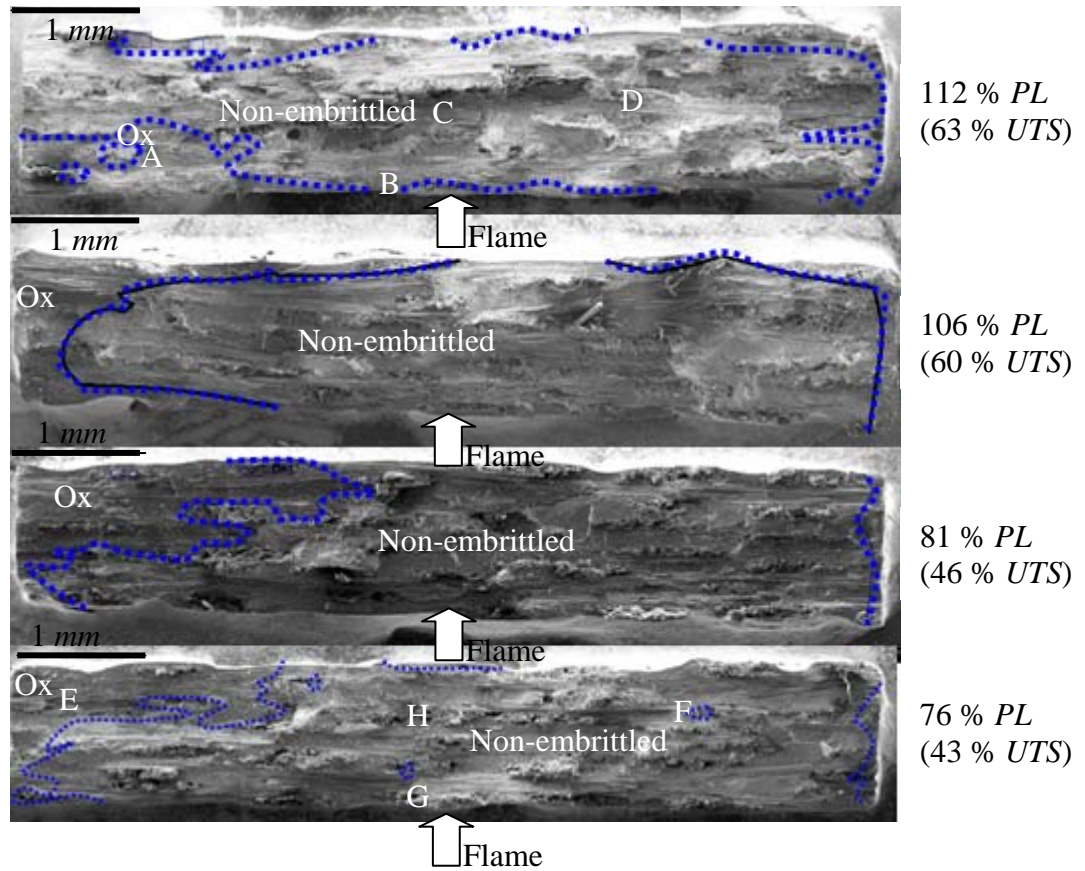 1 mm
Non-embrittled C D
Ox
A
B
112 % PL
(63 % UTS)
Flame
1 mm
Ox
Non-embrittled
106 % PL
(60 % UTS)
Flame
1 mm
Ox
Non-embrittled
81 % PL
(46 % UTS)
Flame
1 mm
Ox
E
H
F
Non-embrittled
G
76 % PL
(43 % UTS)
Flame